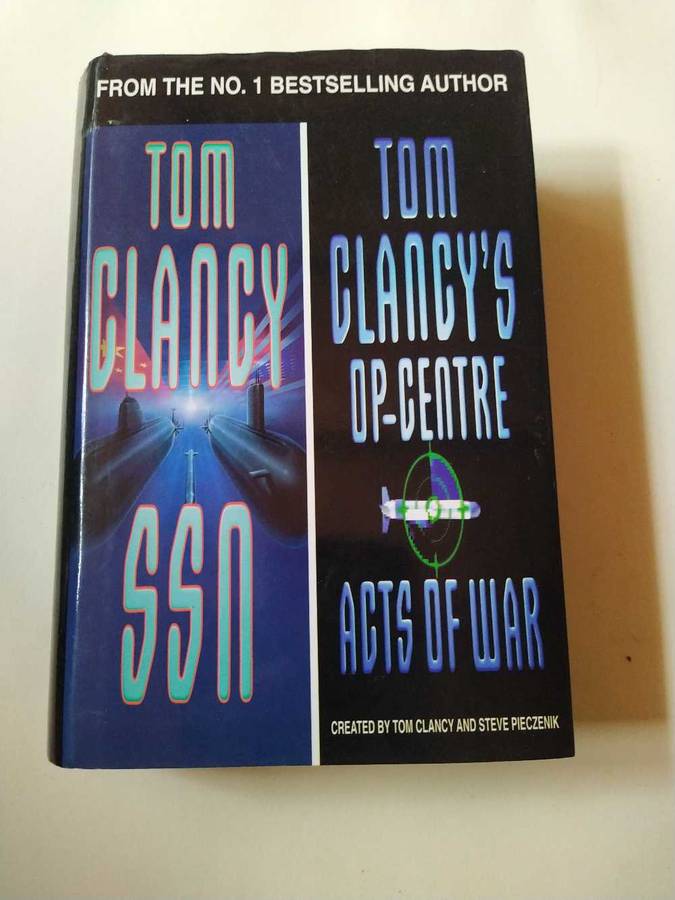 FROM THE NO. 1 BESTSELLING AUTHOR
TOM
CLANCY
SSN
TOM
CLANCY'S
OP-CENTRE
ACTS OF WAR
CREATED BY TOM CLANCY AND STEVE PIECZENIK